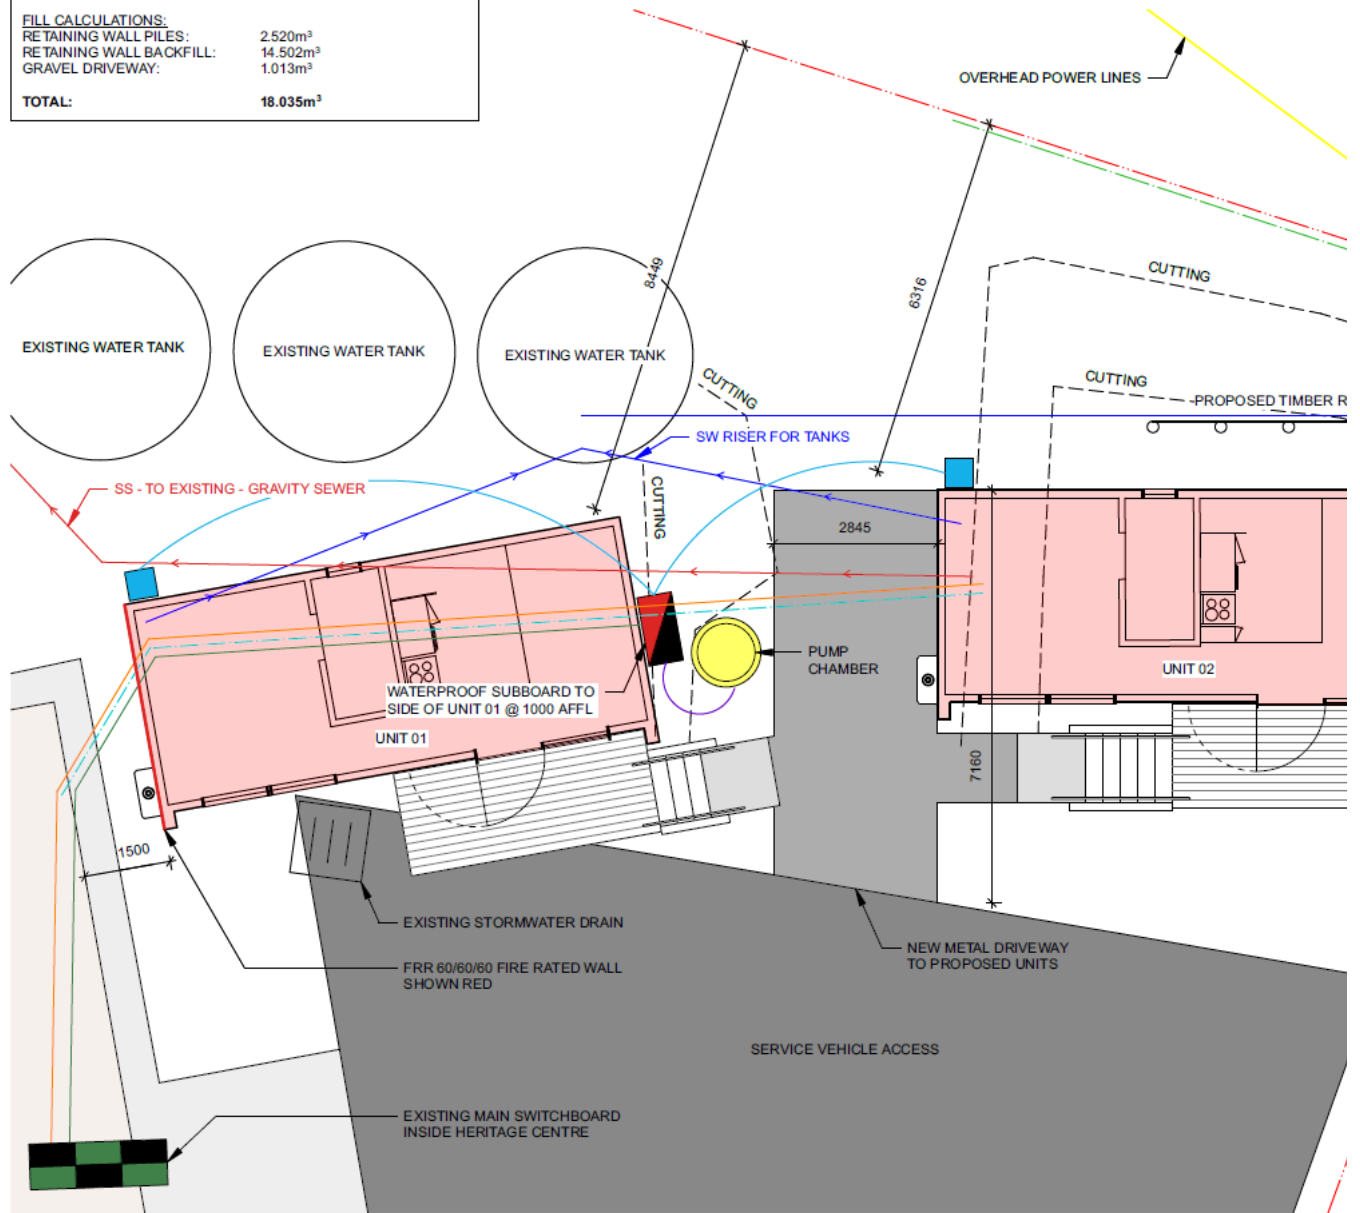 FILL CALCULATIONS:
RETAINING WALL PILES: 2.520m³
RETAINING WALL BACKFILL: 14.502m³
GRAVEL DRIVEWAY: 1.013m³
TOTAL: 18.035m³
OVERHEAD POWER LINES
8449
6316
CUTTING
EXISTING WATER TANK
EXISTING WATER TANK
EXISTING WATER TANK
CUTTING
CUTTING
PROPOSED TIMBER R
SW RISER FOR TANKS
SS - TO EXISTING - GRAVITY SEWER
CUTTING
2845
PUMP
CHAMBER
UNIT 02
WATERPROOF SUBBOARD TO
SIDE OF UNIT 01 @ 1000 AFFL
UNIT 01
7160
1500
EXISTING STORMWATER DRAIN
NEW METAL DRIVEWAY
TO PROPOSED UNITS
FRR 60/60/60 FIRE RATED WALL
SHOWN RED
SERVICE VEHICLE ACCESS
EXISTING MAIN SWITCHBOARD
INSIDE HERITAGE CENTRE